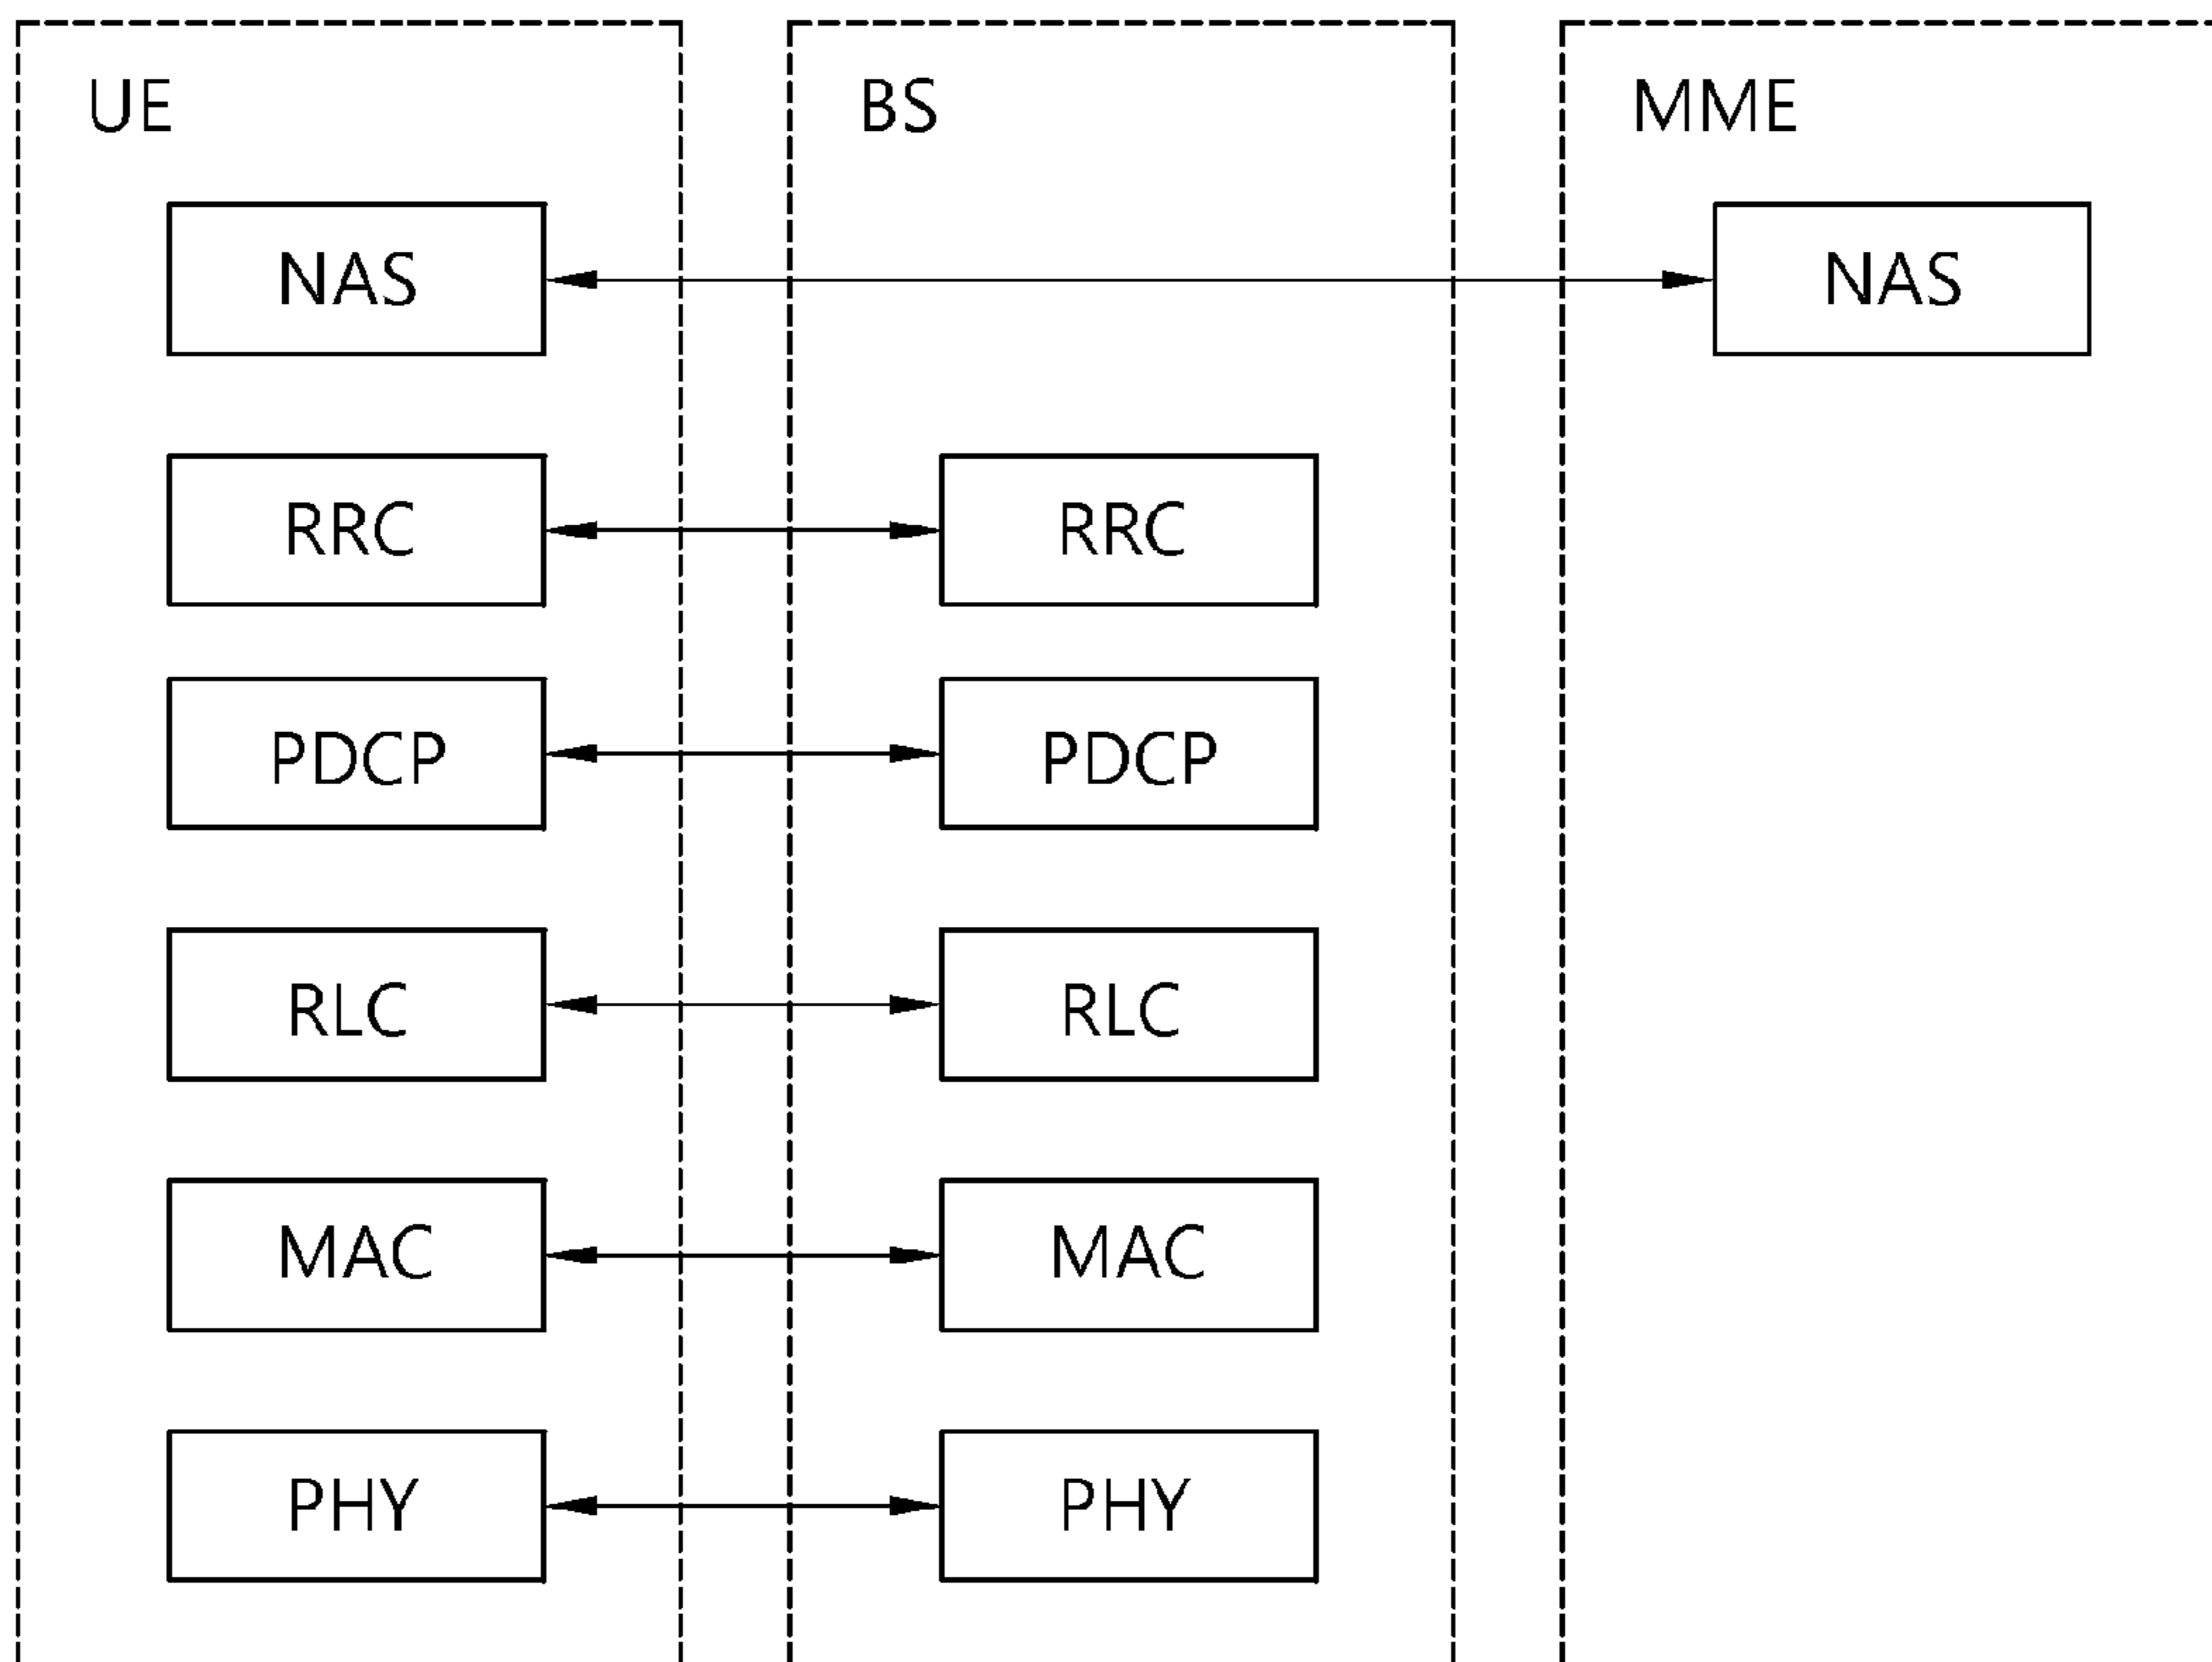 UE
BS
MME
NAS
NAS
RRC
RRC
PDCP
PDCP
RLC
RLC
MAC
MAC
PHY
PHY